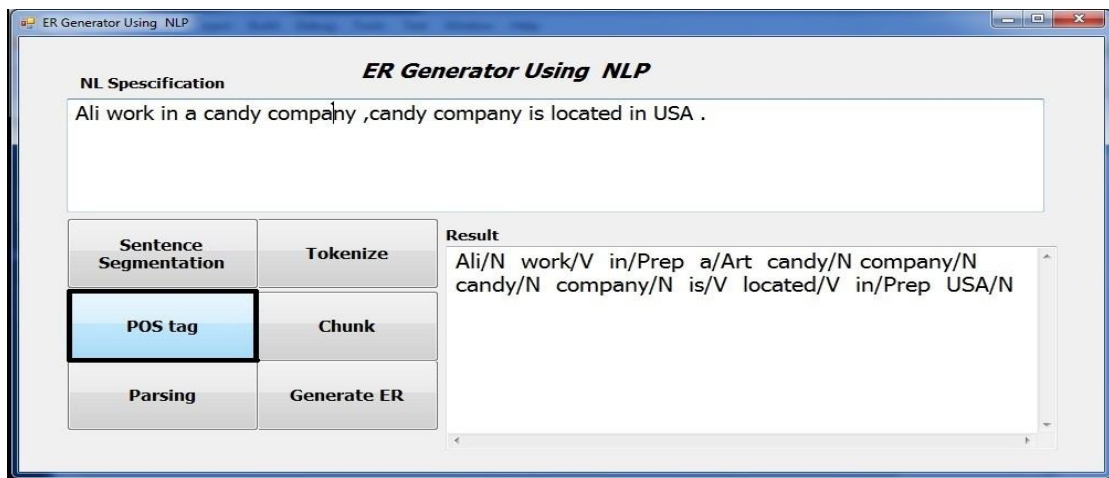 ER Generator Using NLP
ER Generator Using NLP
NL Spescification
Ali work in a candy company ,candy company is located in USA .
Sentence
Segmentation
Tokenize
POS tag
Chunk
Parsing
Generate ER
Result
Ali/N work/V in/Prep a/Art candy/N company/N
candy/N company/N is/V located/V in/Prep USA/N